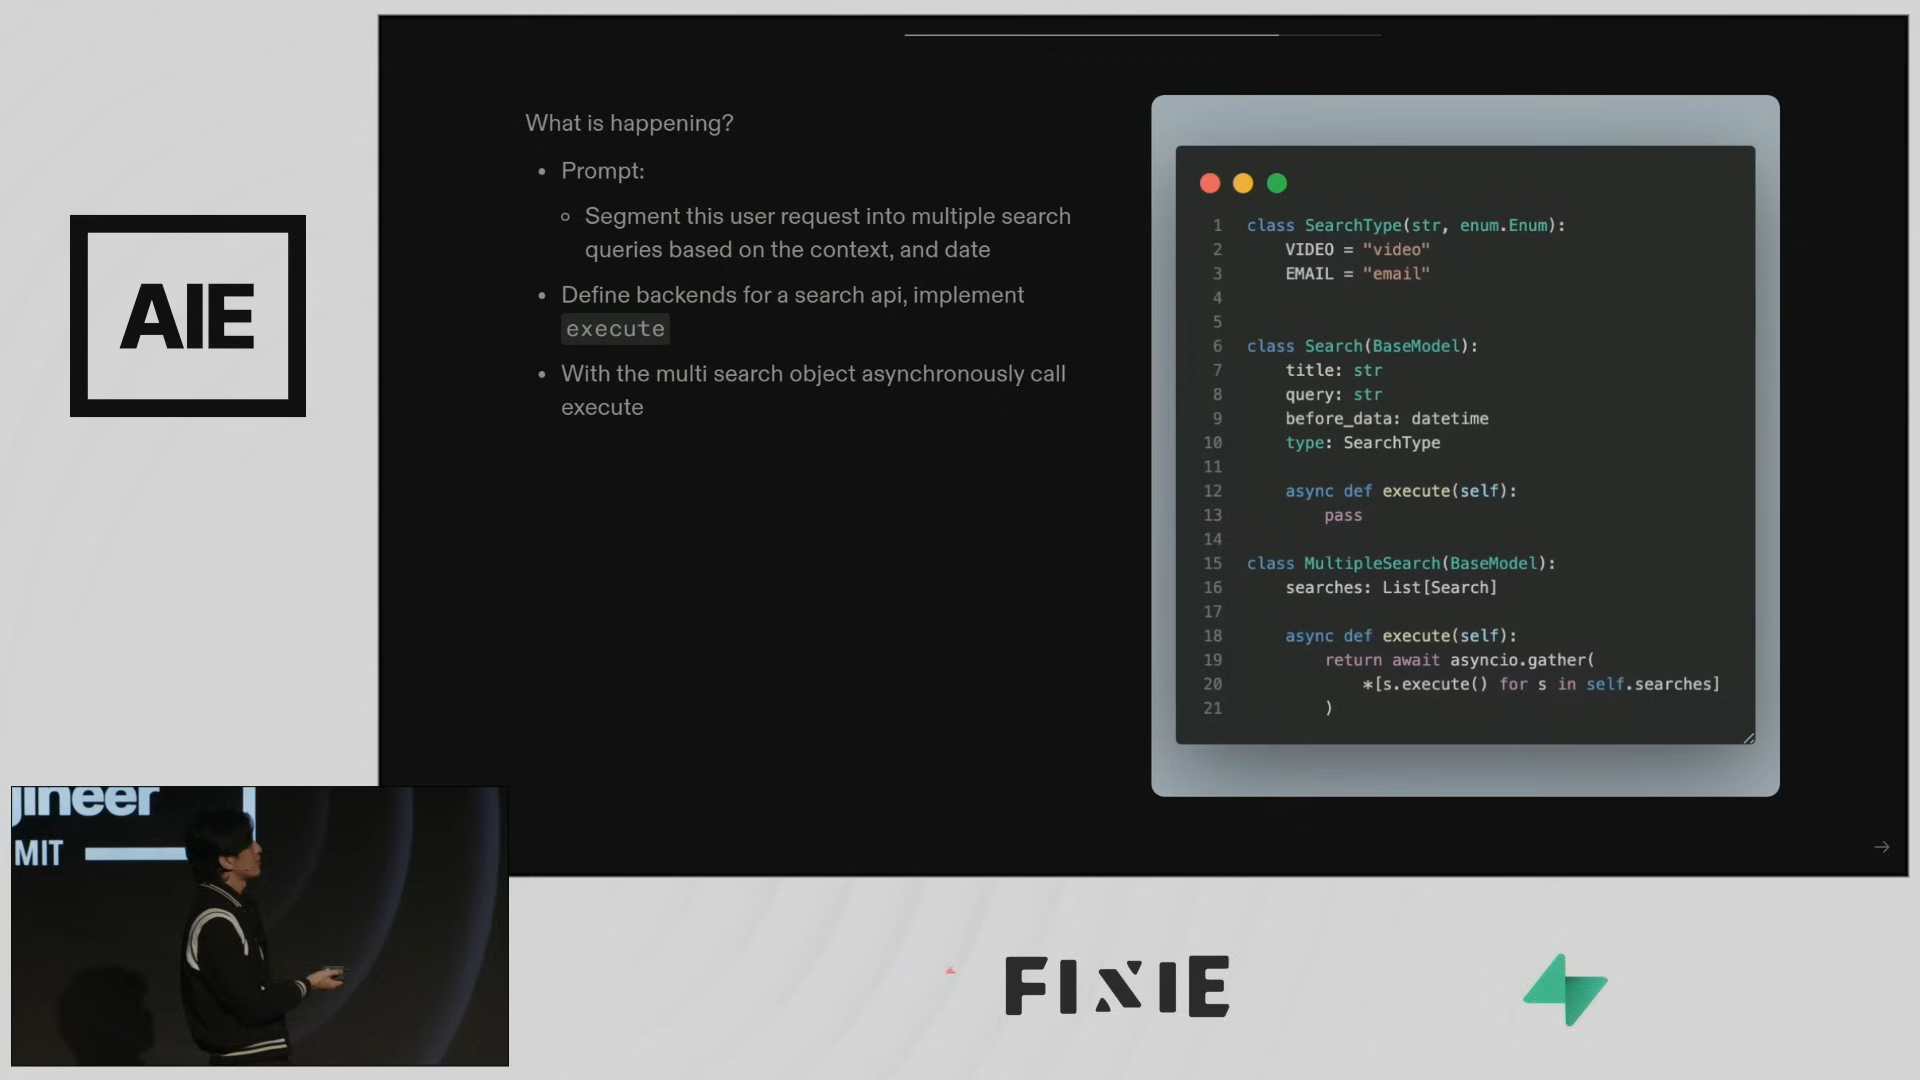 What is happening?
• Prompt:
◦ Segment this user request into multiple search
queries based on the context, and date
• Define backends for a search api, implement
execute
• With the multi search object asynchronously call
execute
1 class SearchType(str, enum.Enum):
2     VIDEO = "video"
3     EMAIL = "email"
4
5
6 class Search(BaseModel):
7     title: str
8     query: str
9     before_data: datetime
10     type: SearchType
11
12     async def execute(self):
13         pass
14
15 class MultipleSearch(BaseModel):
16     searches: List[Search]
17
18     async def execute(self):
19         return await asyncio.gather(
20             *[s.execute() for s in self.searches]
21         )
→
AIE
gineer
MIT
FIXIE